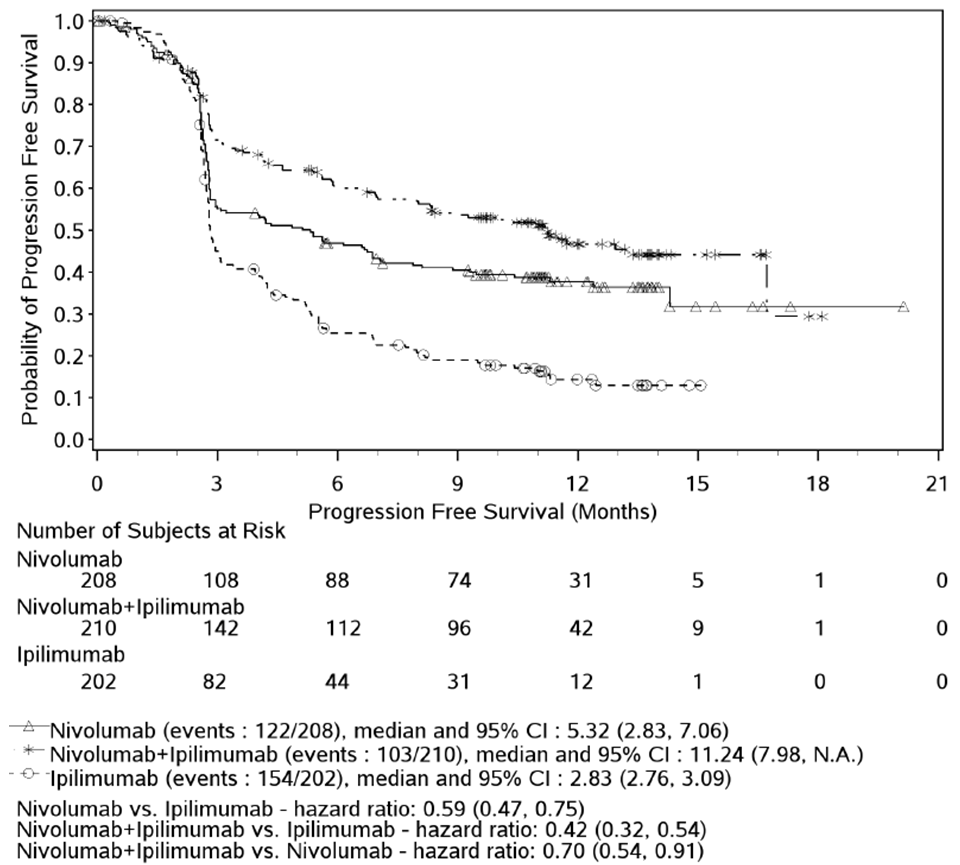 1.0
0.9
0.8
0.7
0.6
0.5
0.4
0.3
0.2
0.1
0.0
Probability of Progression Free Survival
0 3 6 9 12 15 18 21
Progression Free Survival (Months)
Number of Subjects at Risk
Nivolumab
208 108 88 74 31 5 1 0
Nivolumab+Ipilimumab
210 142 112 96 42 9 1 0
Ipilimumab
202 82 44 31 12 1 0 0
Nivolumab (events : 122/208), median and 95% CI : 5.32 (2.83, 7.06)
Nivolumab+Ipilimumab (events : 103/210), median and 95% CI : 11.24 (7.98, N.A.)
Ipilimumab (events : 154/202), median and 95% CI : 2.83 (2.76, 3.09)
Nivolumab vs. Ipilimumab - hazard ratio: 0.59 (0.47, 0.75)
Nivolumab+Ipilimumab vs. Ipilimumab - hazard ratio: 0.42 (0.32, 0.54)
Nivolumab+Ipilimumab vs. Nivolumab - hazard ratio: 0.70 (0.54, 0.91)